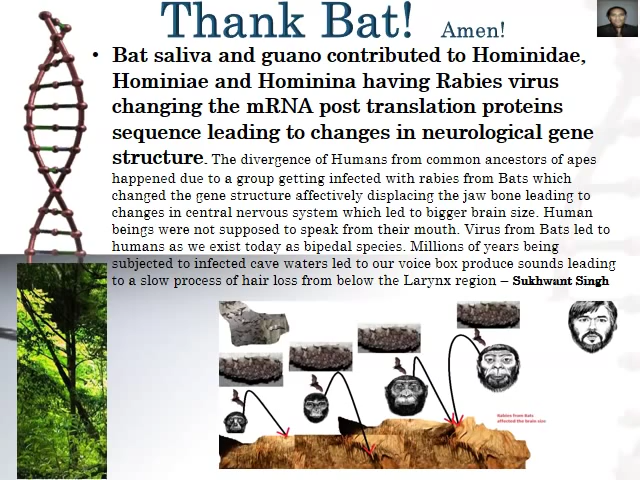 Thank Bat! Amen!
• Bat saliva and guano contributed to Hominidae,
Hominiae and Hominina having Rabies virus
changing the mRNA post translation proteins
sequence leading to changes in neurological gene
structure. The divergence of Humans from common ancestors of apes
happened due to a group getting infected with rabies from Bats which
changed the gene structure affectively displacing the jaw bone leading to
changes in central nervous system which led to bigger brain size. Human
beings were not supposed to speak from their mouth. Virus from Bats led to
humans as we exist today as bipedal species. Millions of years being
subjected to infected cave waters led to our voice box produce sounds leading
to a slow process of hair loss from below the Larynx region – Sukhwant Singh
Rabies from Bats
affected the brain size